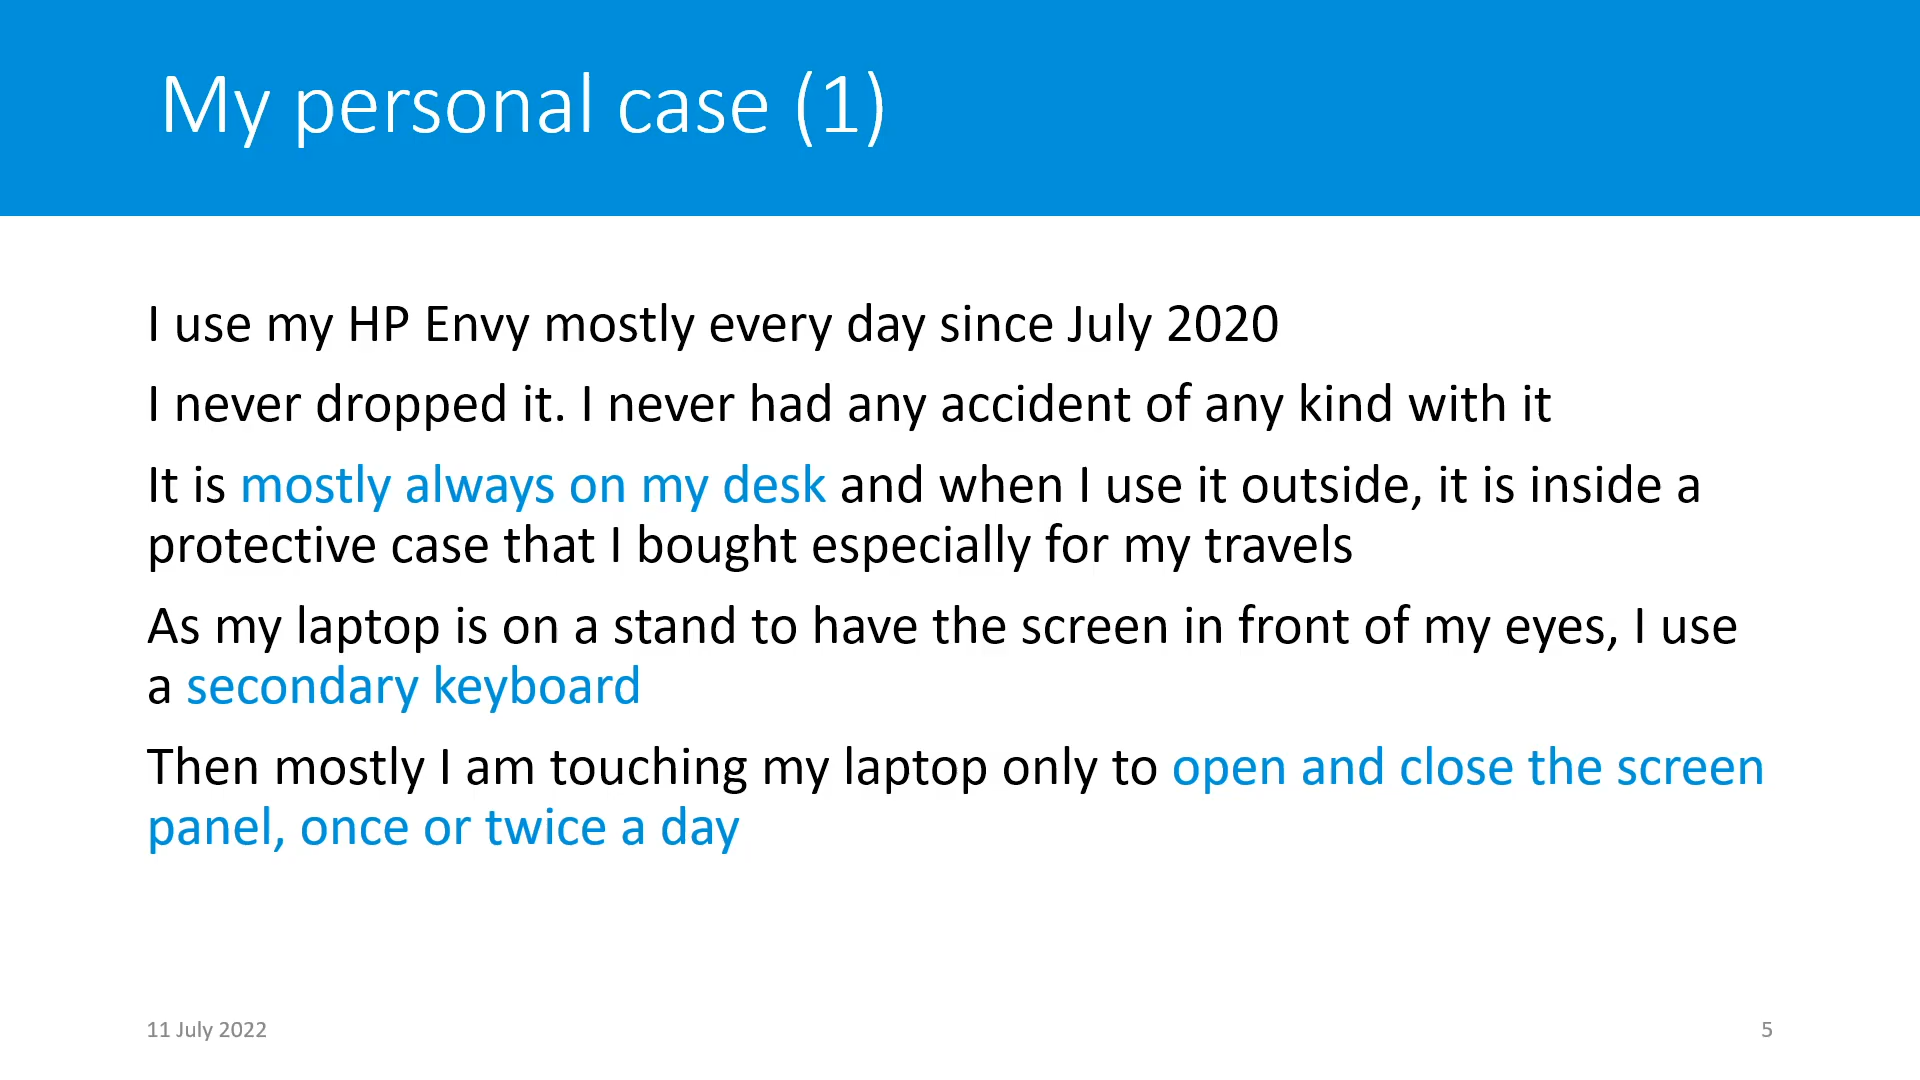 My personal case (1)
I use my HP Envy mostly every day since July 2020
I never dropped it. I never had any accident of any kind with it
It is mostly always on my desk and when I use it outside, it is inside a
protective case that I bought especially for my travels
As my laptop is on a stand to have the screen in front of my eyes, I use
a secondary keyboard
Then mostly I am touching my laptop only to open and close the screen
panel, once or twice a day
11 July 2022
5